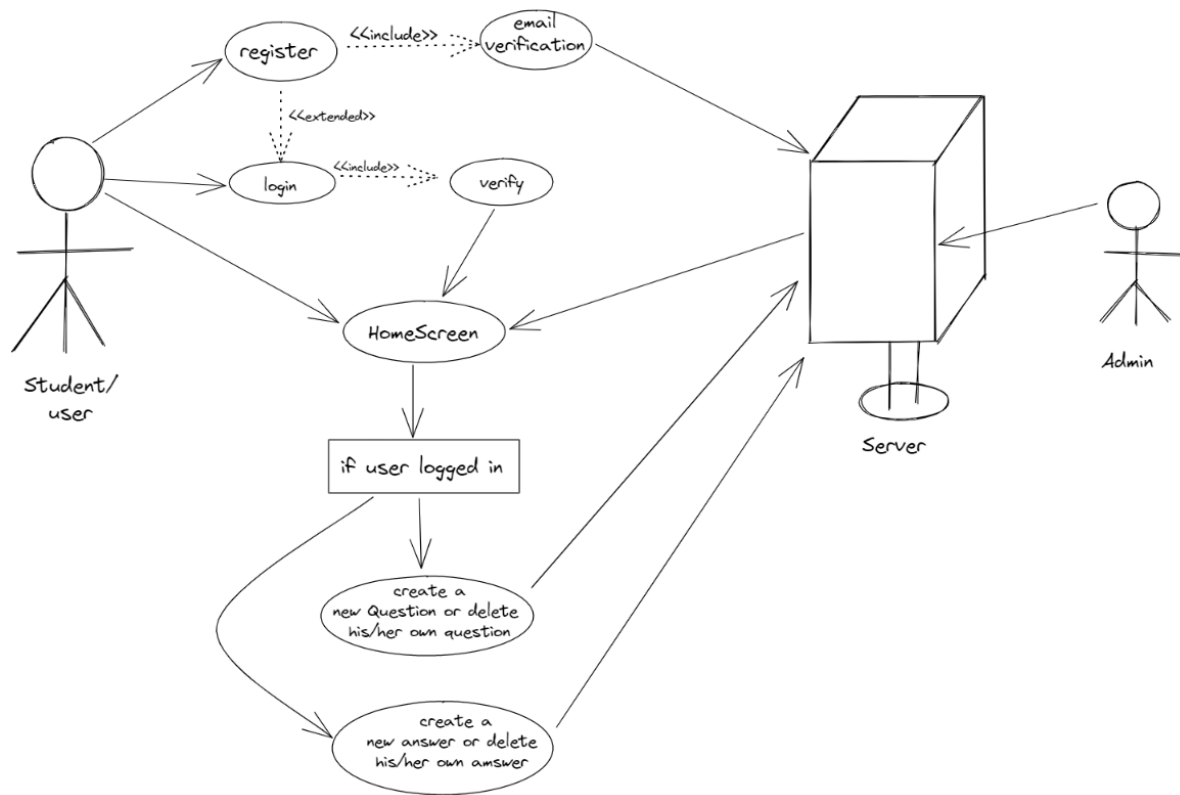 register
<<include>>
email
verification
<<extended>>
login
<<include>>
verify
HomeScreen
Student/
user
Server
Admin
if user logged in
create a
new Question or delete
his/her own question
create a
new answer or delete
his/her own amswer